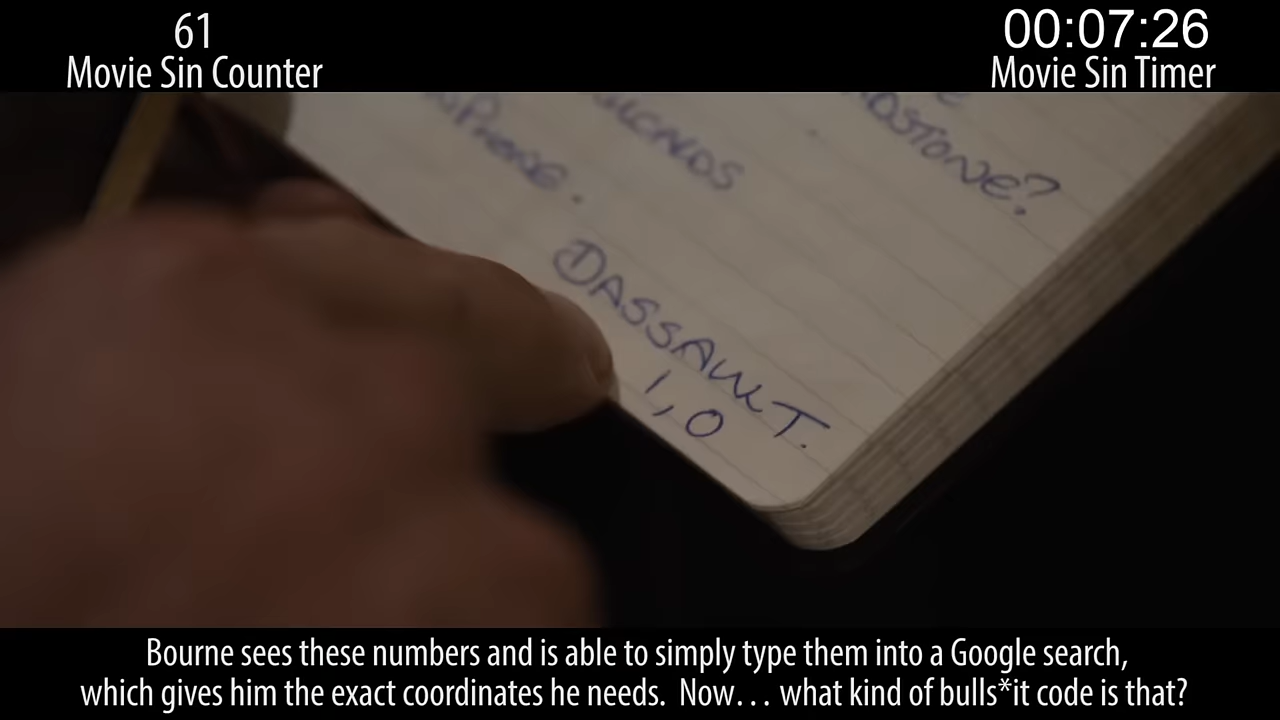 61
Movie Sin Counter
00:07:26
Movie Sin Timer
DASSAULT.
1,0
Bourne sees these numbers and is able to simply type them into a Google search,
which gives him the exact coordinates he needs.  Now… what kind of bulls*it code is that?